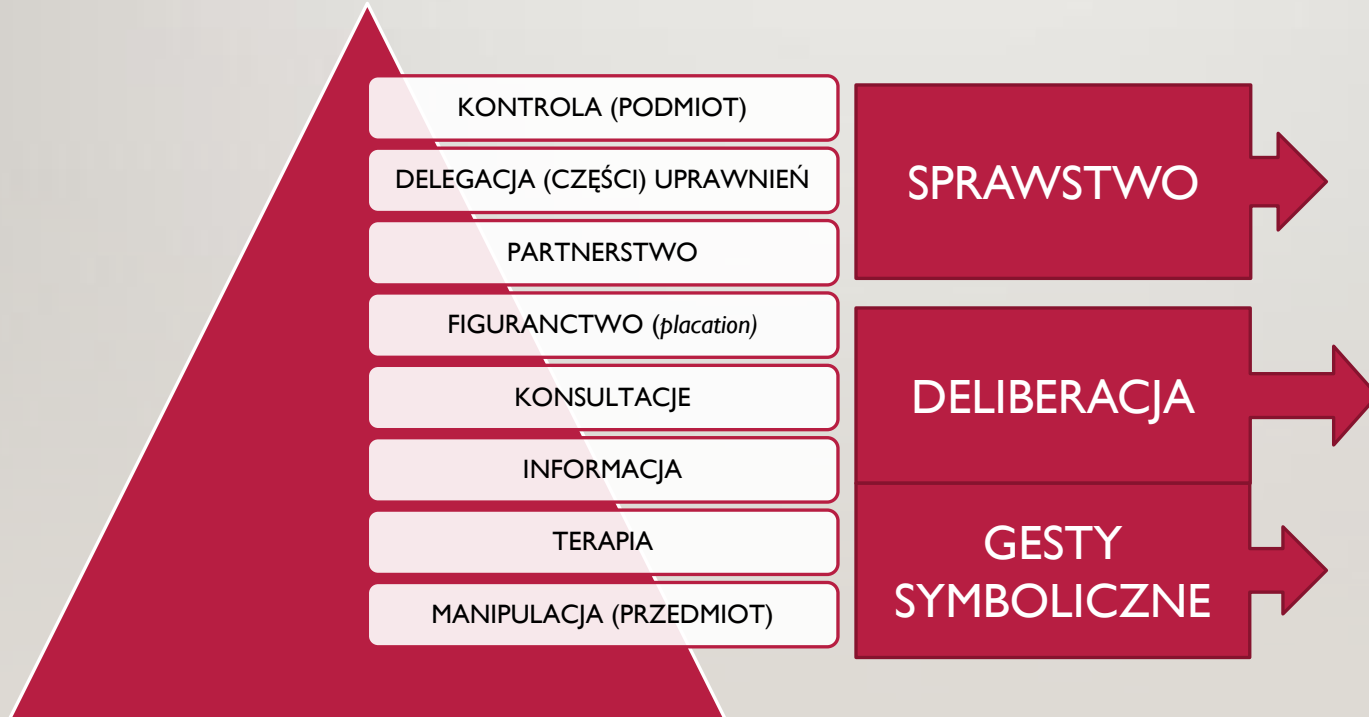 KONTROLA (PODMIOT)
DELEGACJA (CZĘŚCI) UPRAWNIEŃ
PARTNERSTWO
FIGURANCTWO (placation)
KONSULTACJE
INFORMACJA
TERAPIA
MANIPULACJA (PRZEDMIOT)
SPRAWSTWO
DELIBERACJA
GESTY
SYMBOLICZNE